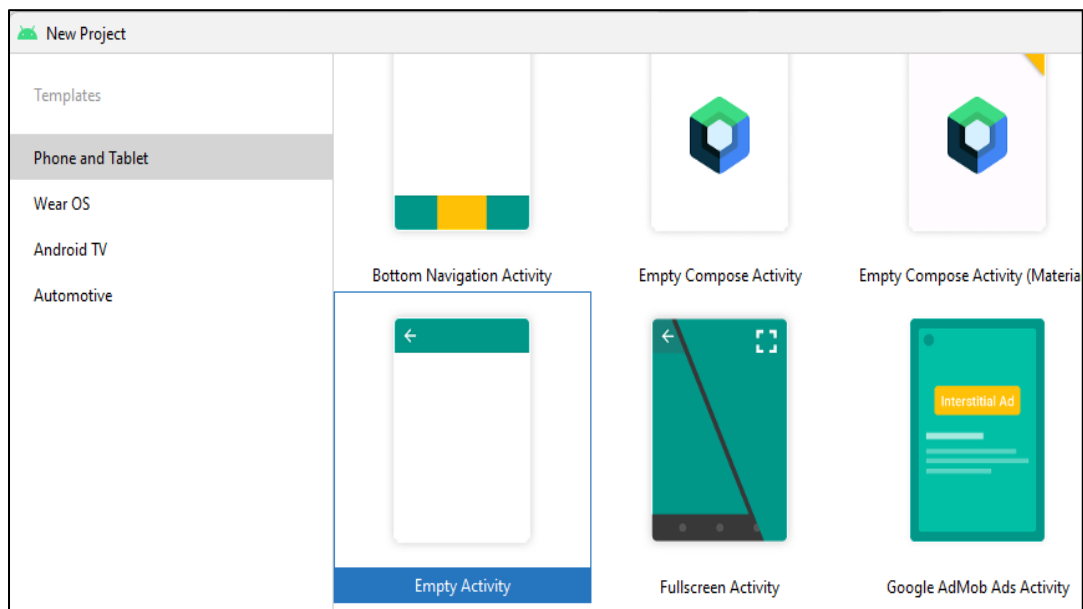 New Project
Templates
Phone and Tablet
Wear OS
Android TV
Automotive
Bottom Navigation Activity
Empty Compose Activity
Empty Compose Activity (Materia
Empty Activity
Fullscreen Activity
Interstitial Ad
Google AdMob Ads Activity